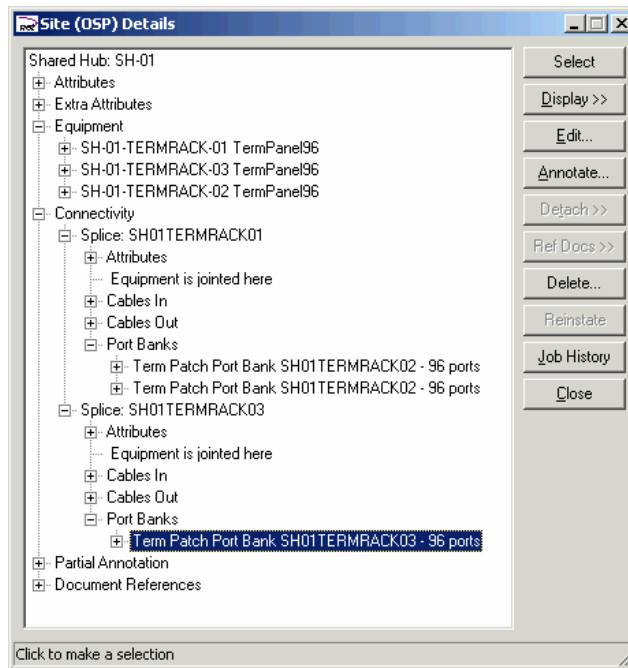 Site (OSP) Details
Shared Hub: SH-01
Attributes
Extra Attributes
Equipment
SH-01-TERMRACK-01 TermPanel96
SH-01-TERMRACK-03 TermPanel96
SH-01-TERMRACK-02 TermPanel96
Connectivity
Splice: SH01TERMRACK01
Attributes
Equipment is jointed here
Cables In
Cables Out
Port Banks
Term Patch Port Bank SH01TERMRACK02 - 96 ports
Term Patch Port Bank SH01TERMRACK02 - 96 ports
Splice: SH01TERMRACK03
Attributes
Equipment is jointed here
Cables In
Cables Out
Port Banks
Term Patch Port Bank SH01TERMRACK03 - 96 ports
Partial Annotation
Document References
Select
Display >>
Edit...
Annotate...
Detach >>
Ref Docs >>
Delete...
Reinstate
Job History
Close
Click to make a selection